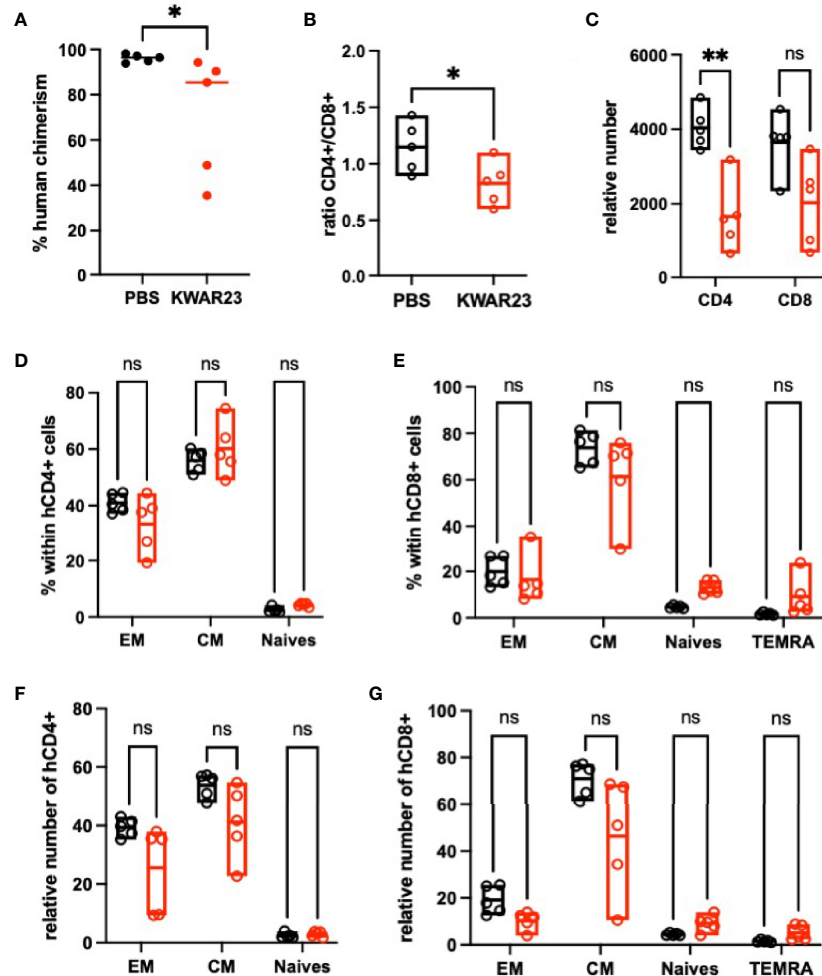 A
*
% human chimerism
100
80
60
40
20
0
PBS KWAR23
B
*
ratio CD4+/CD8+
2.0
1.5
1.0
0.5
0.0
PBS KWAR23
C
** ns
relative number
6000
4000
2000
0
CD4 CD8
D
ns ns ns
% within hCD4+ cells
80
60
40
20
0
EM CM Naives
E
ns ns ns ns
% witin hCD8+ cells
100
80
60
40
20
0
EM CM Naives TEMRA
F
ns ns ns
relative number of hCD4+
80
60
40
20
0
EM CM Naives
G
ns ns ns ns
relative number of hCD8+
100
80
60
40
20
0
EM CM Naives TEMRA